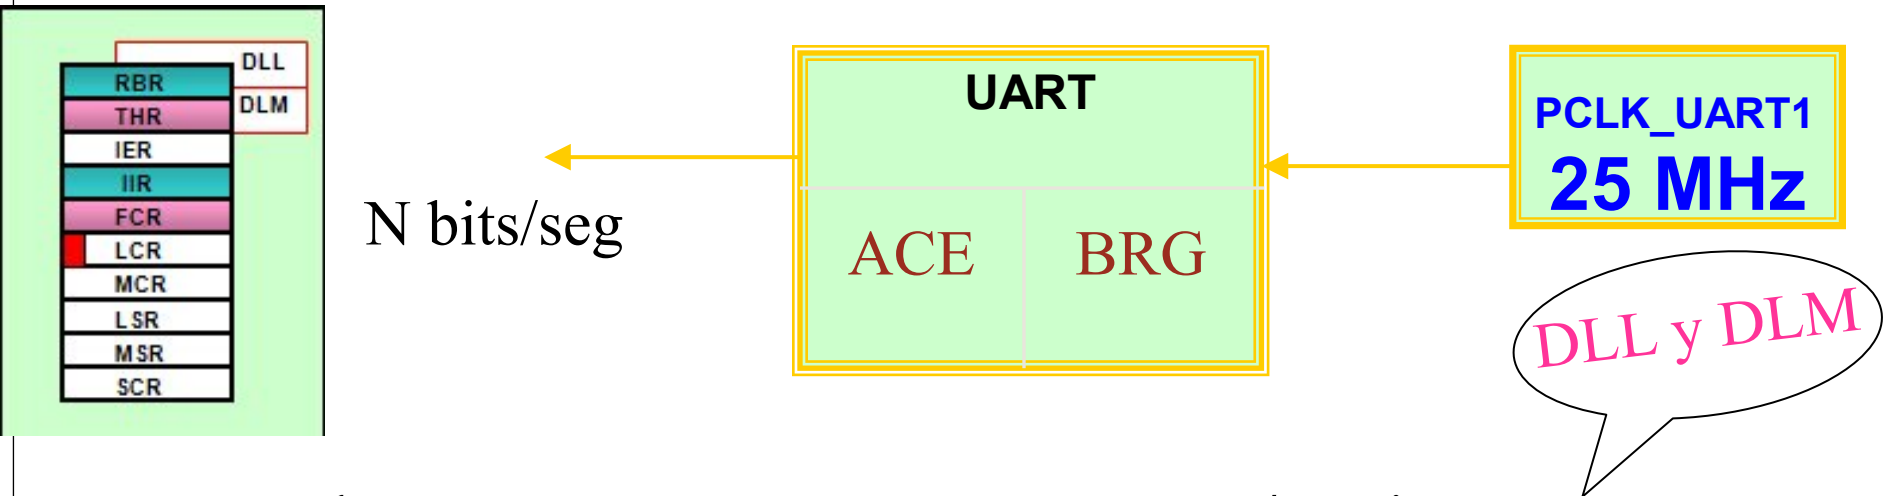 DLL
RBR
DLM
THR
IER
IIR
FCR
LCR
MCR
LSR
MSR
SCR
N bits/seg
UART
ACE
BRG
PCLK_UART1
25 MHz
DLL y DLM